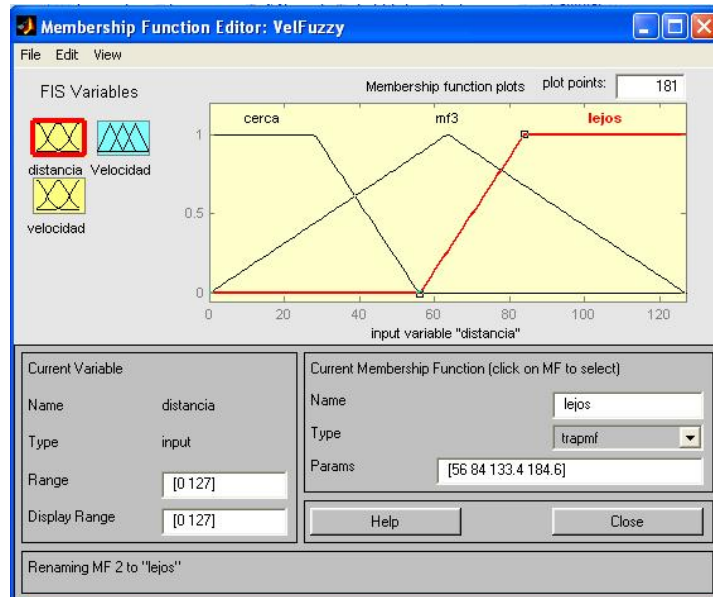 Membership Function Editor: VelFuzzy
File Edit View
FIS Variables
distancia Velocidad
velocidad
Membership function plots plot points: 181
cerca mf3 lejos
1
0.5
0
0 20 40 60 80 100 120
input variable "distancia"
Current Variable
Name distancia
Type input
Range [0 127]
Display Range [0 127]
Current Membership Function (click on MF to select)
Name lejos
Type trapmf
Params [56 84 133.4 184.6]
Help Close
Renaming MF 2 to "lejos"